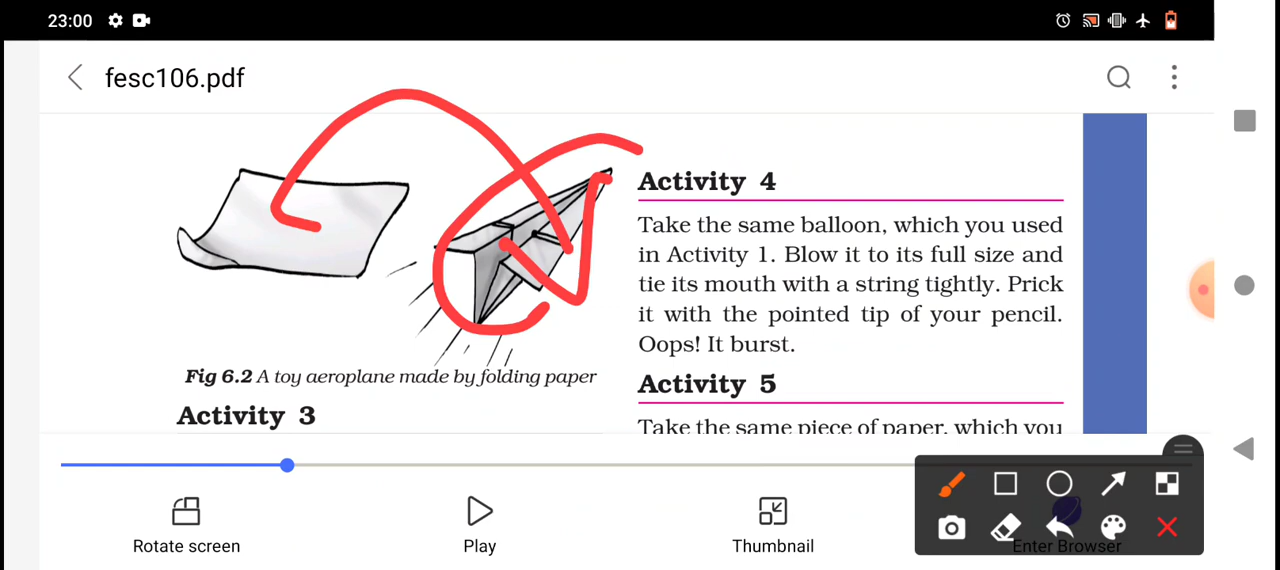 23:00
fesc106.pdf
Fig 6.2 A toy aeroplane made by folding paper
Activity 3
Activity 4
Take the same balloon, which you used
in Activity 1. Blow it to its full size and
tie its mouth with a string tightly. Prick
it with the pointed tip of your pencil.
Oops! It burst.
Activity 5
Take the same piece of paper, which you
Rotate screen
Play
Thumbnail
Enter Browser